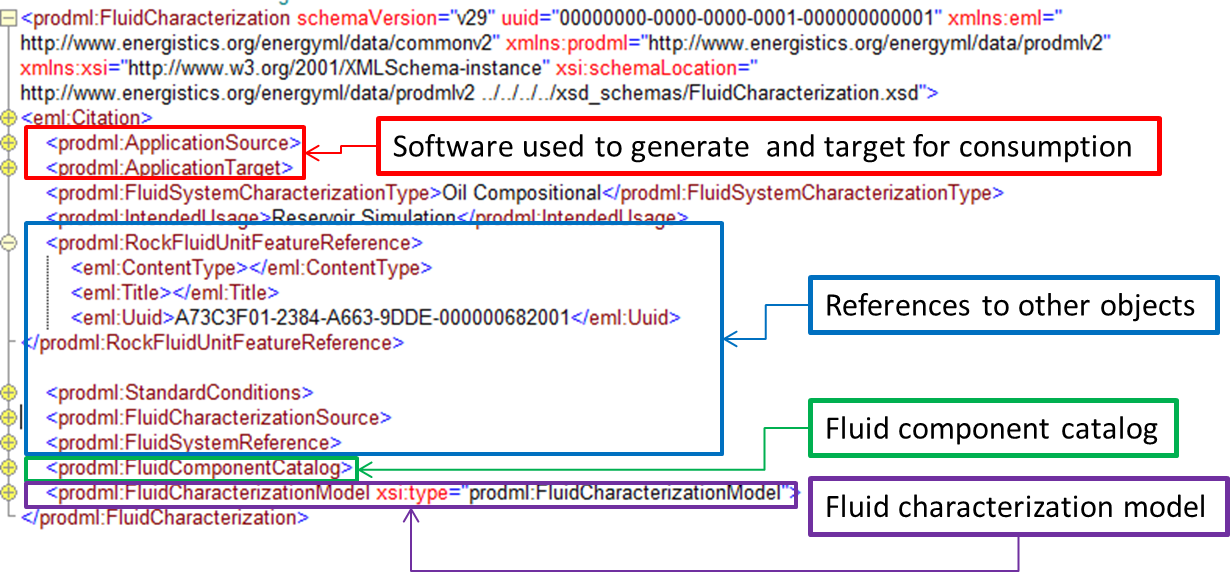 <prodml:FluidCharacterization schemaVersion="v29" uuid="00000000-0000-0000-0001-000000000001" xmlns:eml="
http://www.energistics.org/energyml/data/commonv2" xmlns:prodml="http://www.energistics.org/energyml/data/prodmlv2"
xmlns:xsi="http://www.w3.org/2001/XMLSchema-instance" xsi:schemaLocation="
http://www.energistics.org/energyml/data/prodmlv2 ../../../../xsd_schemas/FluidCharacterization.xsd">
<eml:Citation>
<prodml:ApplicationSource>
Software used to generate and target for consumption
<prodml:ApplicationTarget>
<prodml:FluidSystemCharacterizationType>Oil Compositional</prodml:FluidSystemCharacterizationType>
<prodml:IntendedUsage>Reservoir Simulation</prodml:IntendedUsage>
<prodml:RockFluidUnitFeatureReference>
<eml:ContentType></eml:ContentType>
<eml:Title></eml:Title>
References to other objects
<eml:Uuid>A73C3F01-2384-A663-9DDE-000000682001</eml:Uuid>
</prodml:RockFluidUnitFeatureReference>
<prodml:StandardConditions>
<prodml:FluidCharacterizationSource>
Fluid component catalog
<prodml:FluidSystemReference>
<prodml:FluidComponentCatalog>
<prodml:FluidCharacterizationModel xsi:type="prodml:FluidCharacterizationModel">
Fluid characterization model
</prodml:FluidCharacterization>